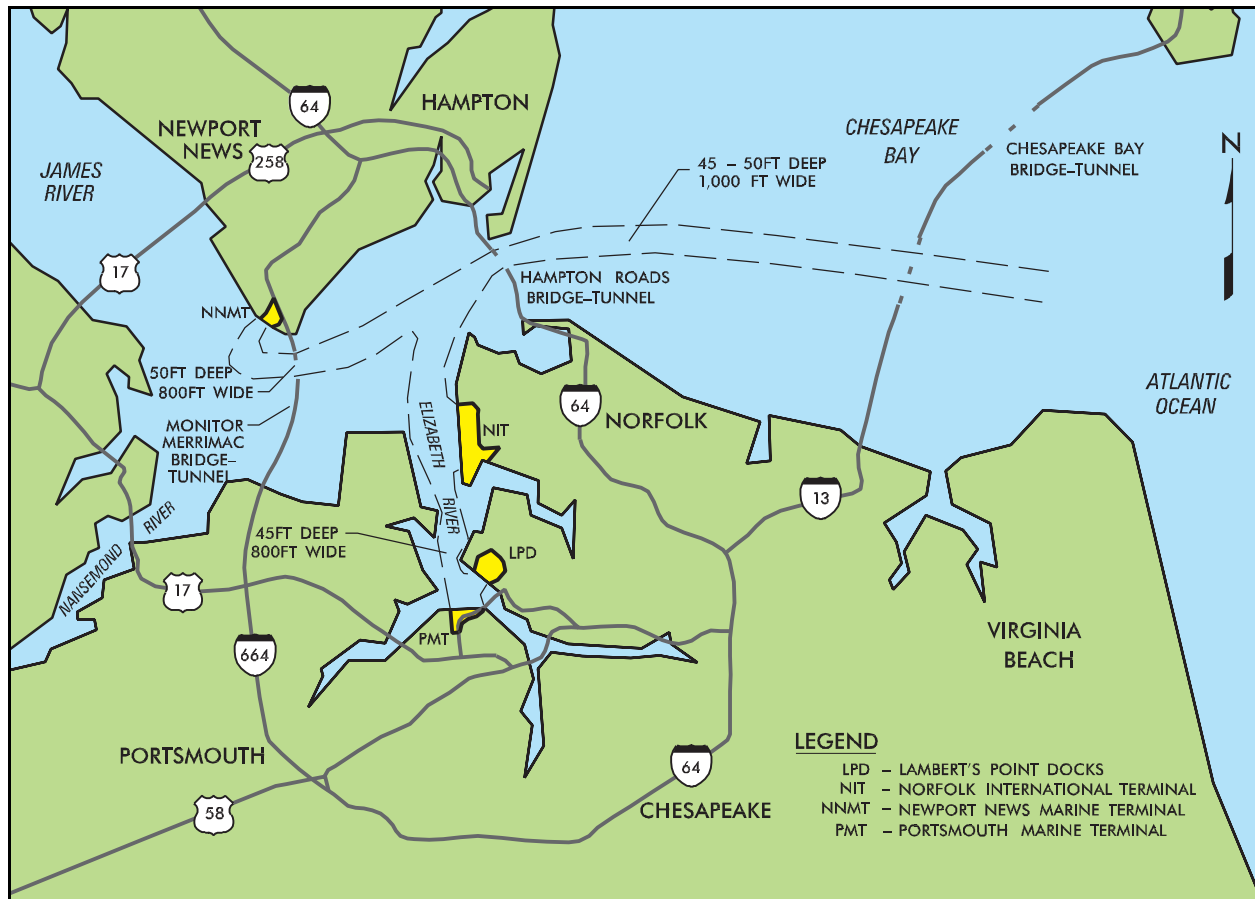 64
HAMPTON
NEWPORT
NEWS
258
JAMES
RIVER
17
CHESAPEAKE
BAY
CHESAPEAKE BAY
BRIDGE–TUNNEL
N
45 – 50FT DEEP
1,000 FT WIDE
HAMPTON ROADS
BRIDGE–TUNNEL
NNMT
50FT DEEP
800FT WIDE
MONITOR
MERRIMAC
BRIDGE–
TUNNEL
ELIZABETH
RIVER
NIT
64
NORFOLK
ATLANTIC
OCEAN
13
NANSEMOND
RIVER
45FT DEEP
800FT WIDE
LPD
17
PMT
664
VIRGINIA
BEACH
PORTSMOUTH
58
64
CHESAPEAKE
LEGEND
LPD – LAMBERT'S POINT DOCKS
NIT – NORFOLK INTERNATIONAL TERMINAL
NNMT – NEWPORT NEWS MARINE TERMINAL
PMT – PORTSMOUTH MARINE TERMINAL